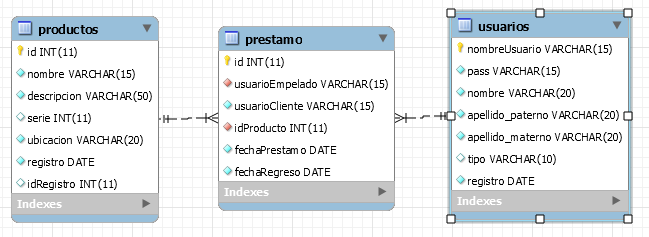 productos
id INT(11)
nombre VARCHAR(15)
descripcion VARCHAR(50)
serie INT(11)
ubicacion VARCHAR(20)
registro DATE
idRegistro INT(11)
Indexes
prestamo
id INT(11)
usuarioEmpelado VARCHAR(15)
usuarioCliente VARCHAR(15)
idProducto INT(11)
fechaPrestamo DATE
fechaRegreso DATE
Indexes
usuarios
nombreUsuario VARCHAR(15)
pass VARCHAR(15)
nombre VARCHAR(20)
apellido_paterno VARCHAR(20)
apellido_materno VARCHAR(20)
tipo VARCHAR(10)
registro DATE
Indexes